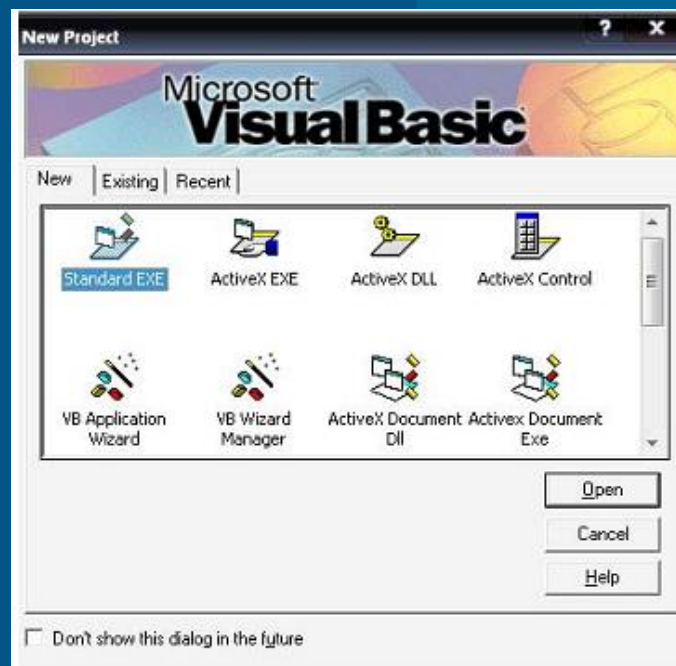 New Project ? X
Microsoft
Visual Basic
New Existing Recent
Standard EXE ActiveX EXE ActiveX DLL ActiveX Control
VB Application Wizard VB Wizard Manager ActiveX Document Dll Activex Document Exe
Open
Cancel
Help
Don't show this dialog in the future